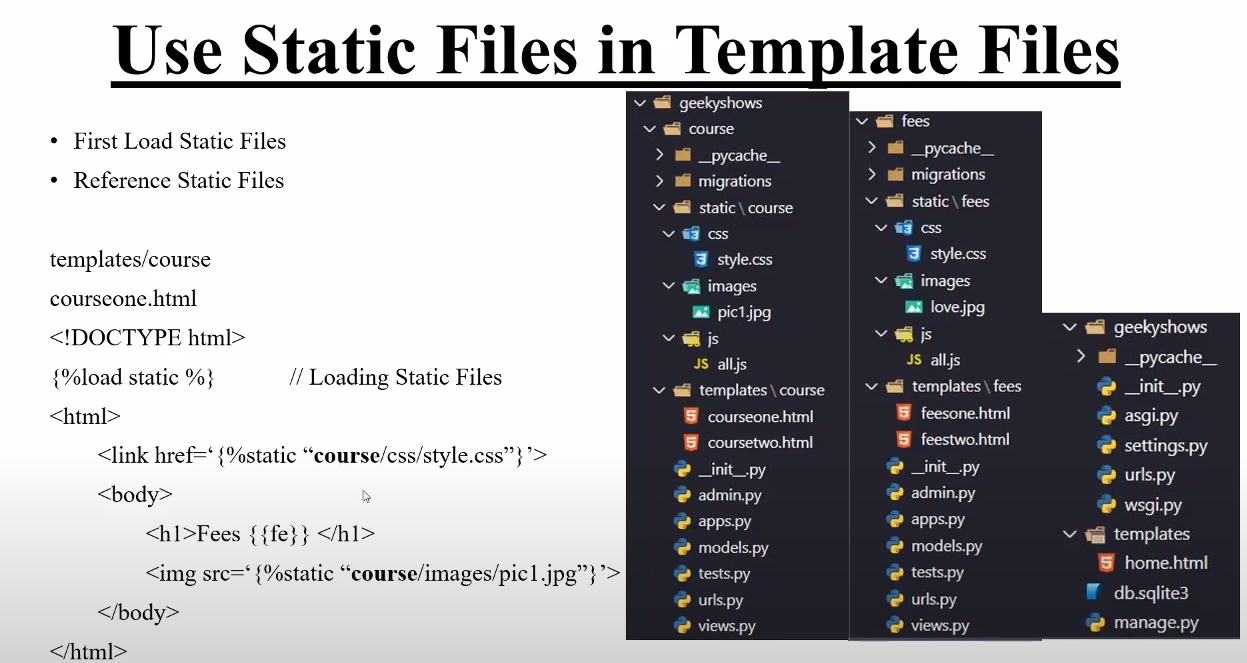 Use Static Files in Template Files
• First Load Static Files
• Reference Static Files
templates/course
courseone.html
<!DOCTYPE html>
{%load static %} // Loading Static Files
<html>
<link href=‘{%static “course/css/style.css”}’>
<body>
<h1>Fees {{fe}} </h1>
<img src=‘{%static “course/images/pic1.jpg”}’>
</body>
</html>
geekyshows
course
__pycache__
migrations
static \ course
css
style.css
images
pic1.jpg
js
JS all.js
templates \ course
courseone.html
coursetwo.html
__init__.py
admin.py
apps.py
models.py
tests.py
urls.py
views.py
fees
__pycache__
migrations
static \ fees
css
style.css
images
love.jpg
js
JS all.js
templates \ fees
feesone.html
feestwo.html
__init__.py
admin.py
apps.py
models.py
tests.py
urls.py
views.py
geekyshows
__pycache__
__init__.py
asgi.py
settings.py
urls.py
wsgi.py
templates
home.html
db.sqlite3
manage.py